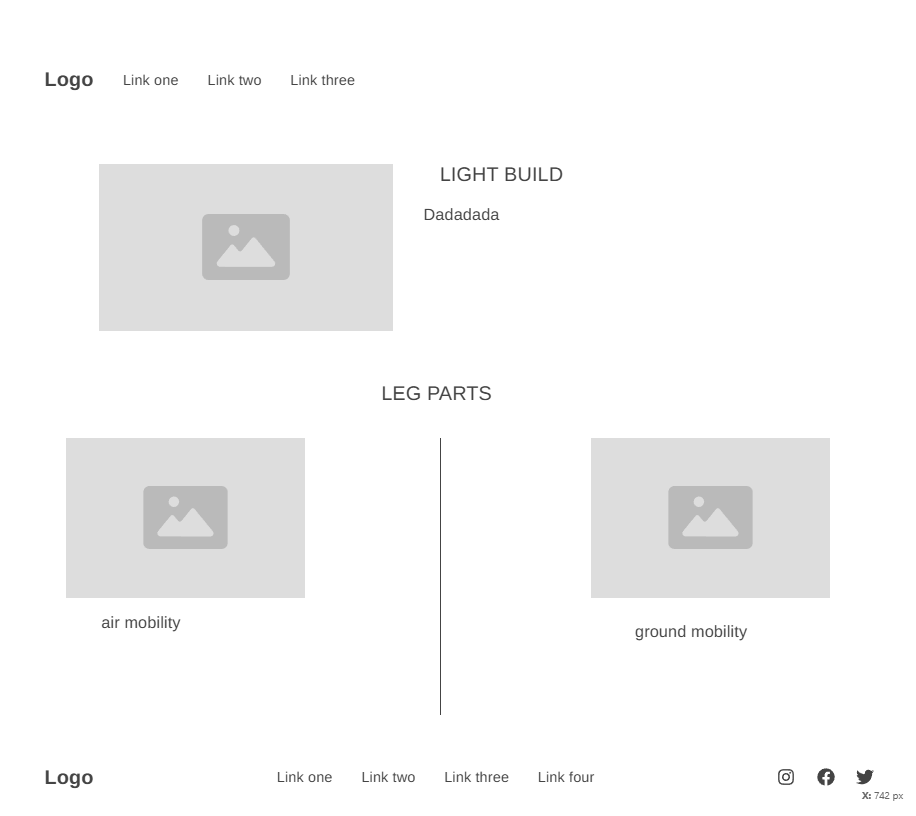 Logo Link one Link two Link three
LIGHT BUILD
Dadadada
LEG PARTS
air mobility
ground mobility
Logo Link one Link two Link three Link four
X: 742 px